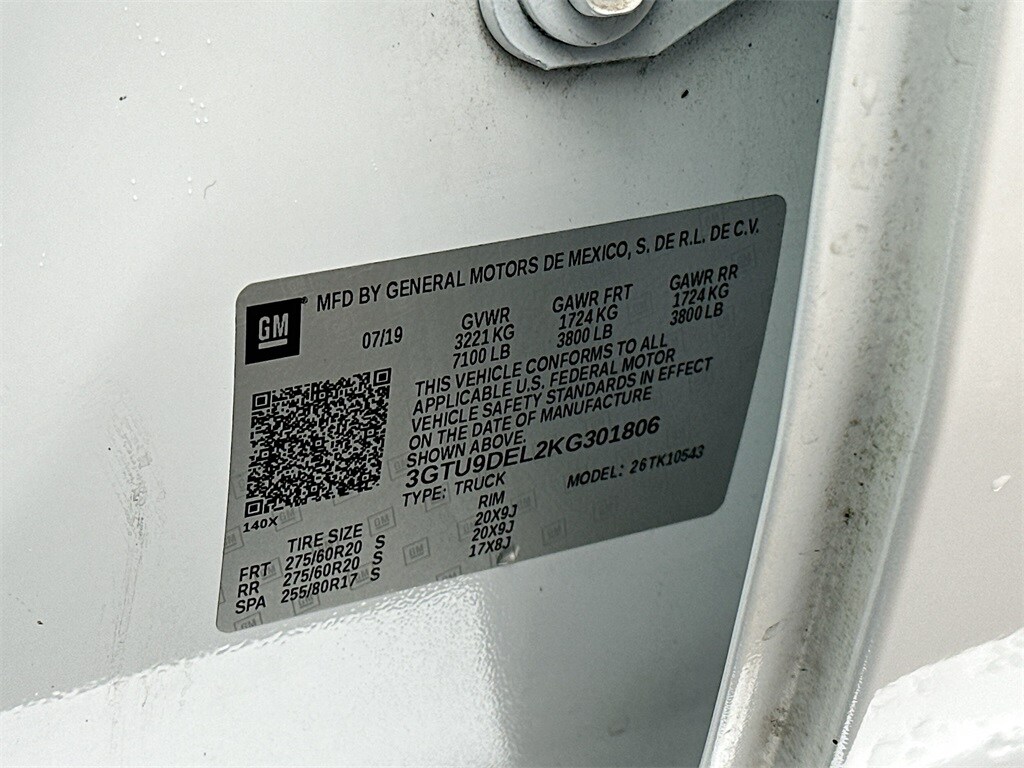 GM
MFD BY GENERAL MOTORS DE MEXICO, S. DE R.L. DE C.V.
07/19
GVWR
3221 KG
7100 LB
GAWR FRT
1724 KG
3800 LB
GAWR RR
1724 KG
3800 LB
THIS VEHICLE CONFORMS TO ALL
APPLICABLE U.S. FEDERAL MOTOR
VEHICLE SAFETY STANDARDS IN EFFECT
ON THE DATE OF MANUFACTURE
SHOWN ABOVE.
3GTU9DEL2KG301806
TYPE: TRUCK
MODEL: 26TK10543
140X
TIRE SIZE RIM
FRT 275/60R20 S 20X9J
RR 275/60R20 S 20X9J
SPA 255/80R17 S 17X8J